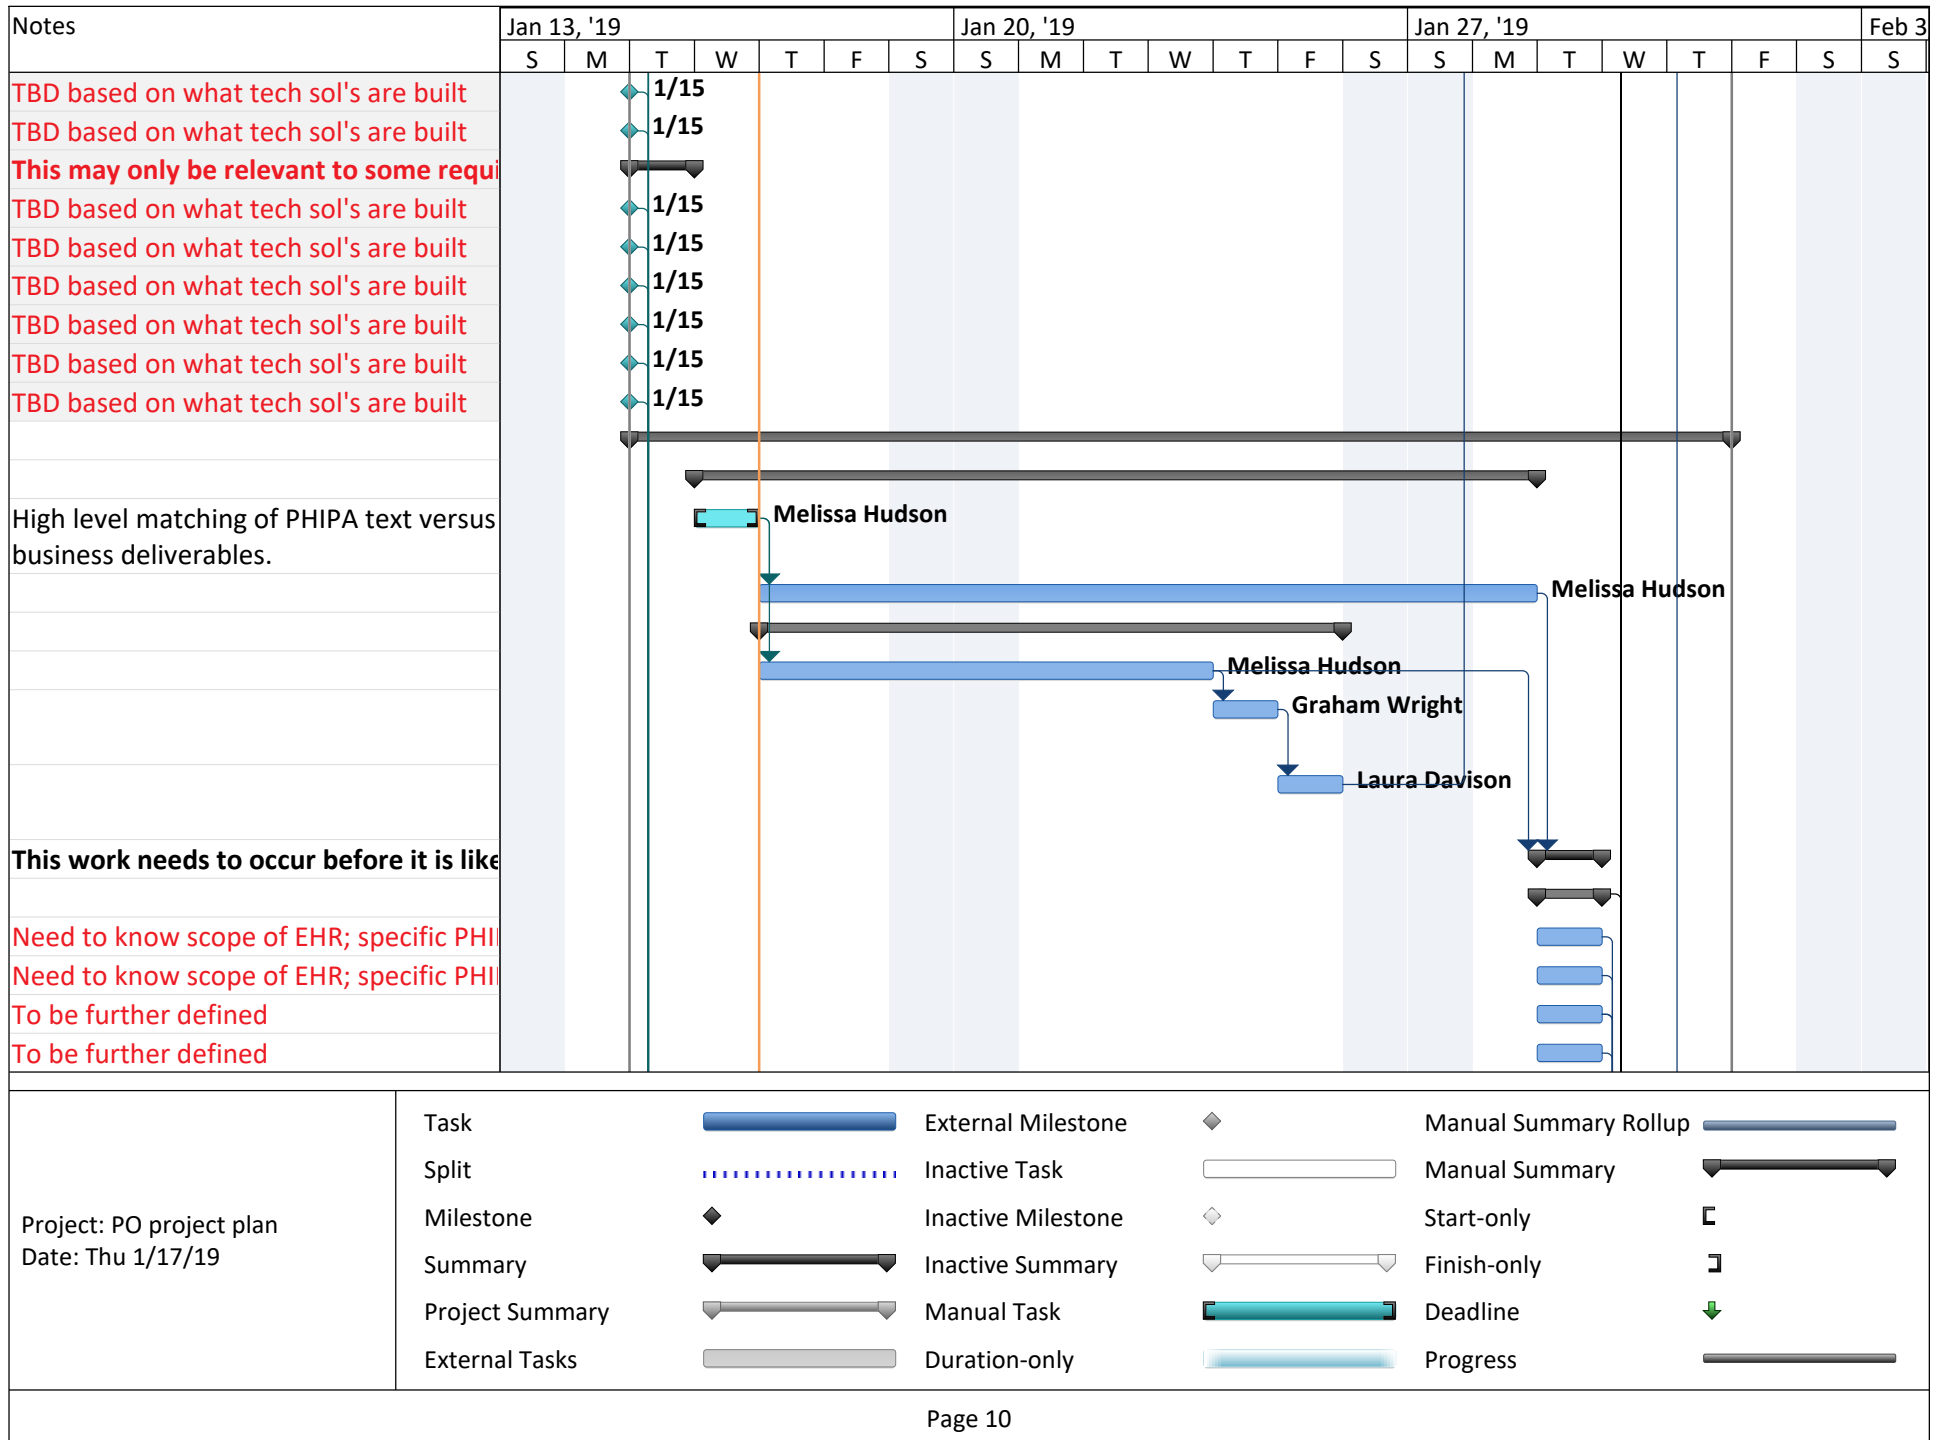 Notes
Jan 13, '19 Jan 20, '19 Jan 27, '19 Feb 3
S M T W T F S S M T W T F S S M T W T F S S
TBD based on what tech sol's are built 1/15
TBD based on what tech sol's are built 1/15
This may only be relevant to some requi
TBD based on what tech sol's are built 1/15
TBD based on what tech sol's are built 1/15
TBD based on what tech sol's are built 1/15
TBD based on what tech sol's are built 1/15
TBD based on what tech sol's are built 1/15
TBD based on what tech sol's are built 1/15
High level matching of PHIPA text versus Melissa Hudson
business deliverables.
Melissa Hudson
Melissa Hudson
Graham Wright
Laura Davison
This work needs to occur before it is like
Need to know scope of EHR; specific PHI
Need to know scope of EHR; specific PHI
To be further defined
To be further defined
Project: PO project plan
Date: Thu 1/17/19
Task External Milestone Manual Summary Rollup
Split Inactive Task Manual Summary
Milestone Inactive Milestone Start-only
Summary Inactive Summary Finish-only
Project Summary Manual Task Deadline
External Tasks Duration-only Progress
Page 10